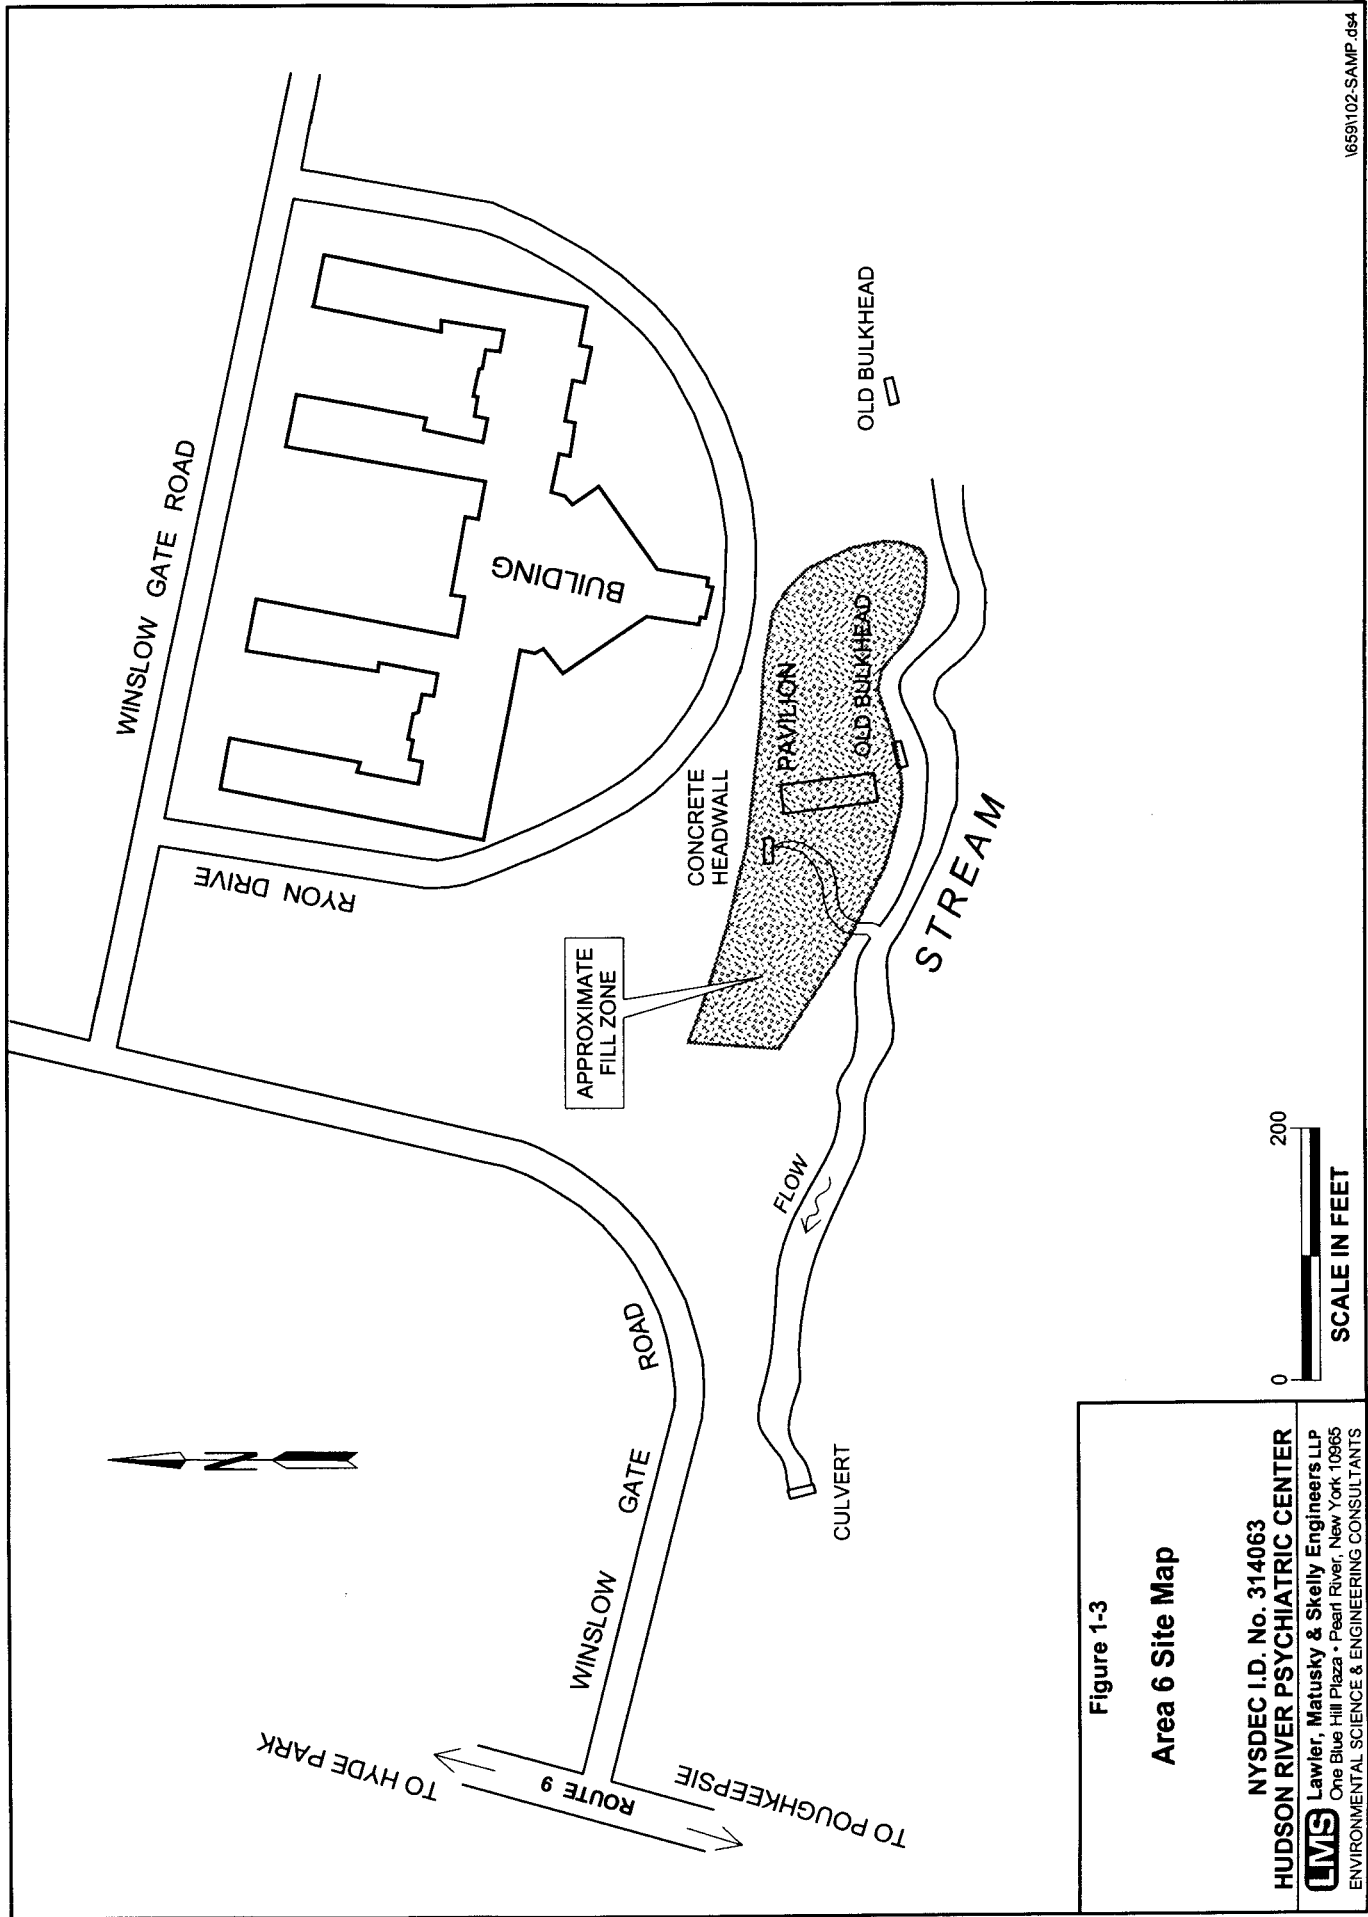 WINSLOW GATE ROAD
RYON DRIVE
BUILDING
OLD BULKHEAD
CONCRETE
HEADWALL
PAVILION
OLD BULKHEAD
APPROXIMATE
FILL ZONE
STREAM
FLOW
CULVERT
WINSLOW GATE ROAD
N
TO HYDE PARK
ROUTE 9
TO POUGHKEEPSIE
0 200
SCALE IN FEET
Figure 1-3
Area 6 Site Map
NYSDEC I.D. No. 314063
HUDSON RIVER PSYCHIATRIC CENTER
LMS Lawler, Matusky & Skelly Engineers LLP
One Blue Hill Plaza • Pearl River, New York 10965
ENVIRONMENTAL SCIENCE & ENGINEERING CONSULTANTS
\659\102-SAMP.ds4